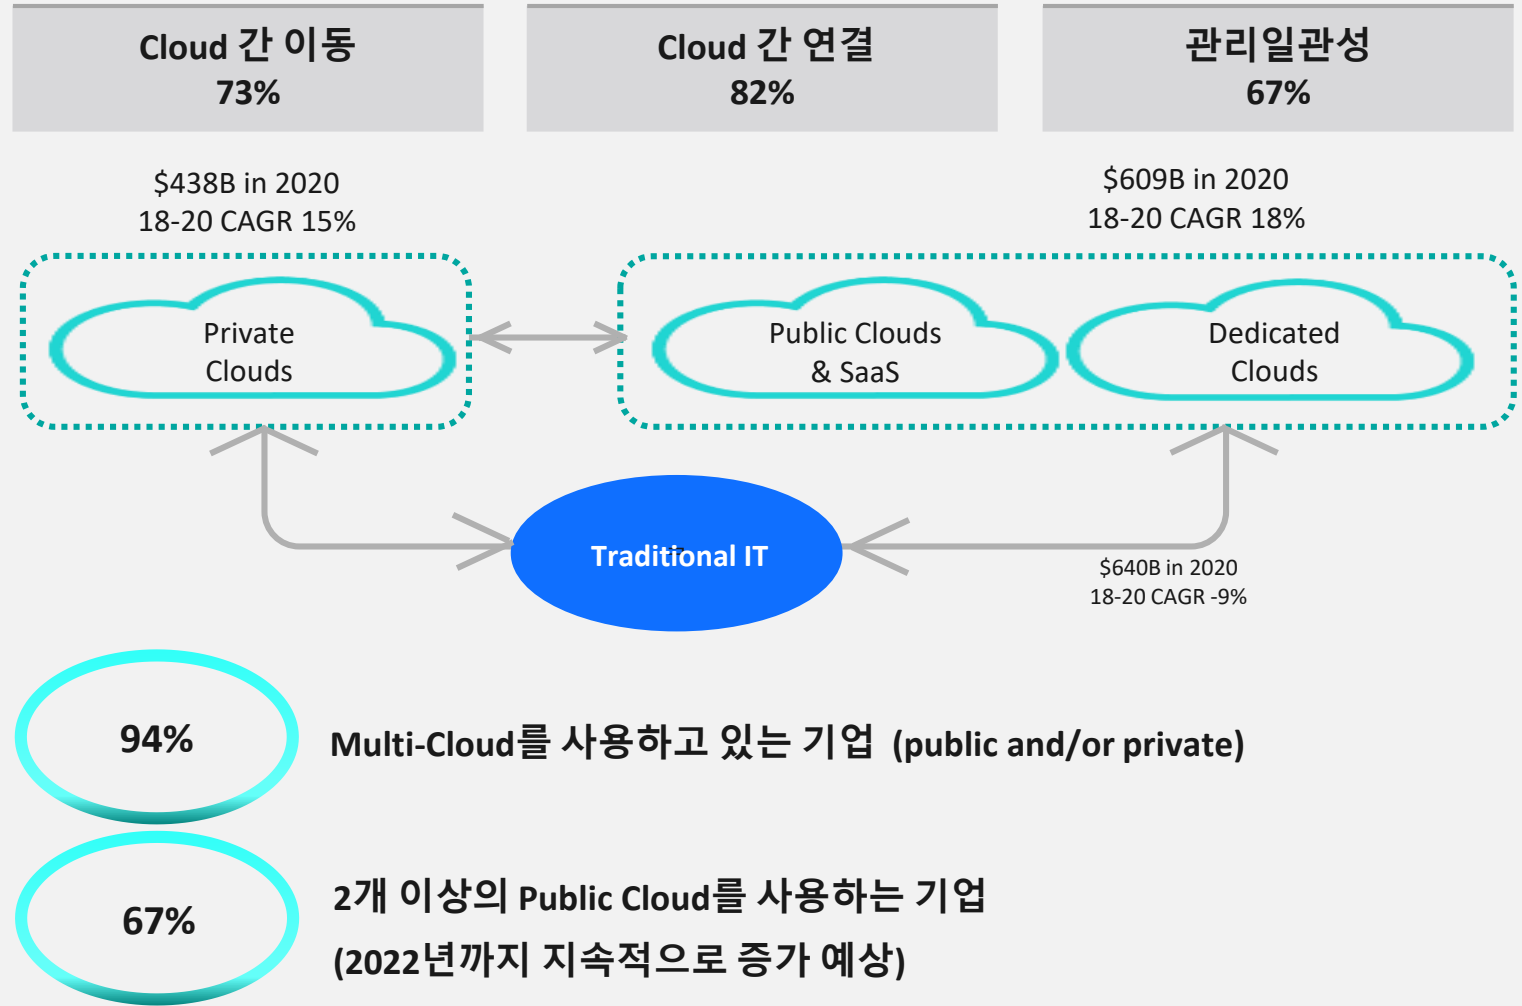 Cloud 간 이동
73%
Cloud 간 연결
82%
관리일관성
67%
$438B in 2020
18-20 CAGR 15%
$609B in 2020
18-20 CAGR 18%
Private
Clouds
Public Clouds
& SaaS
Dedicated
Clouds
Traditional IT
$640B in 2020
18-20 CAGR -9%
94%
Multi-Cloud를 사용하고 있는 기업 (public and/or private)
67%
2개 이상의 Public Cloud를 사용하는 기업
(2022년까지 지속적으로 증가 예상)